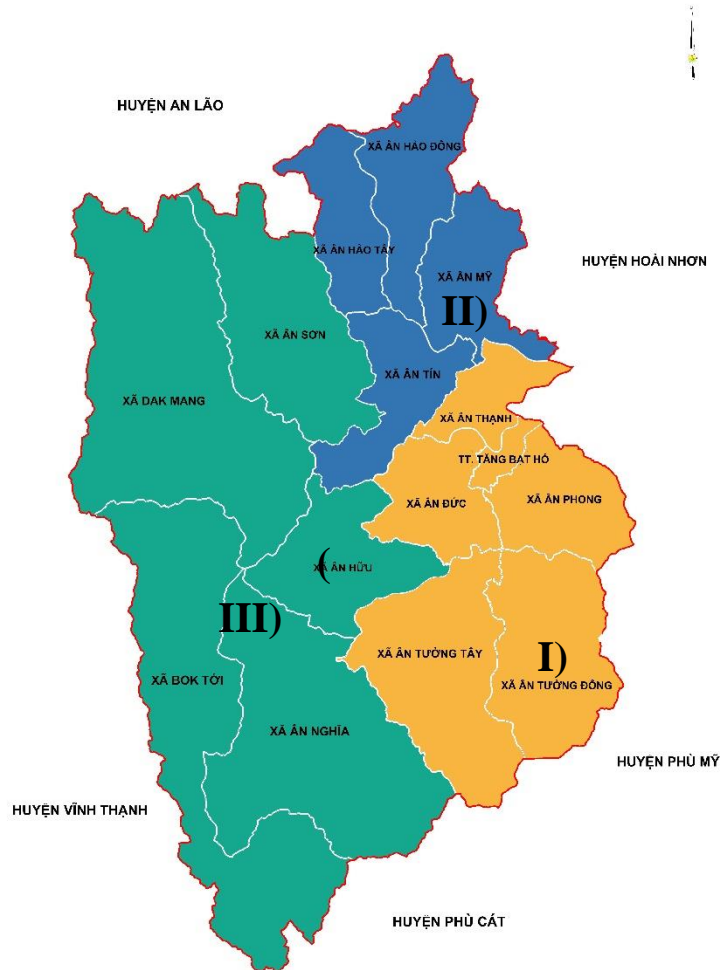 HUYỆN AN LÃO
XÃ ÂN HẢO ĐÔNG
XÃ ÂN HẢO TÂY
HUYỆN HOÀI NHƠN
XÃ ÂN MỸ
II)
XÃ ÂN SƠN
XÃ ÂN TÍN
XÃ DAK MANG
XÃ ÂN THẠNH
TT. TĂNG BẠT HỔ
XÃ ÂN PHONG
XÃ ÂN ĐỨC
(
XÃ ÂN HỮU
III)
I)
XÃ ÂN TƯỜNG TÂY
XÃ BOK TỚI
XÃ ÂN TƯỜNG ĐÔNG
XÃ ÂN NGHĨA
HUYỆN PHÙ MỸ
HUYỆN VĨNH THẠNH
HUYỆN PHÙ CÁT